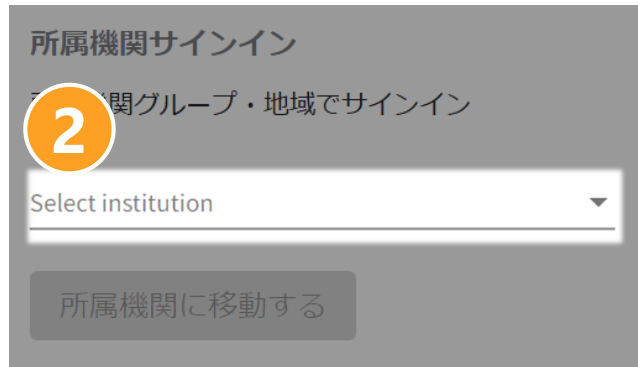 所属機関サインイン
関グループ・地域でサインイン
2
Select institution
所属機関に移動する